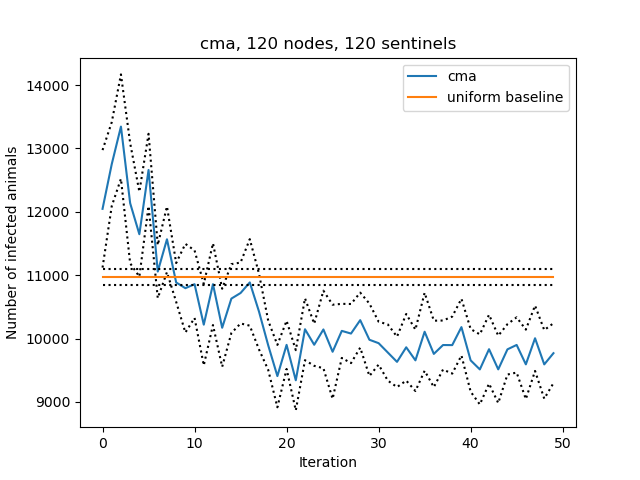 cma, 120 nodes, 120 sentinels
cma
uniform baseline
Number of infected animals
14000
13000
12000
11000
10000
9000
0 10 20 30 40 50
Iteration